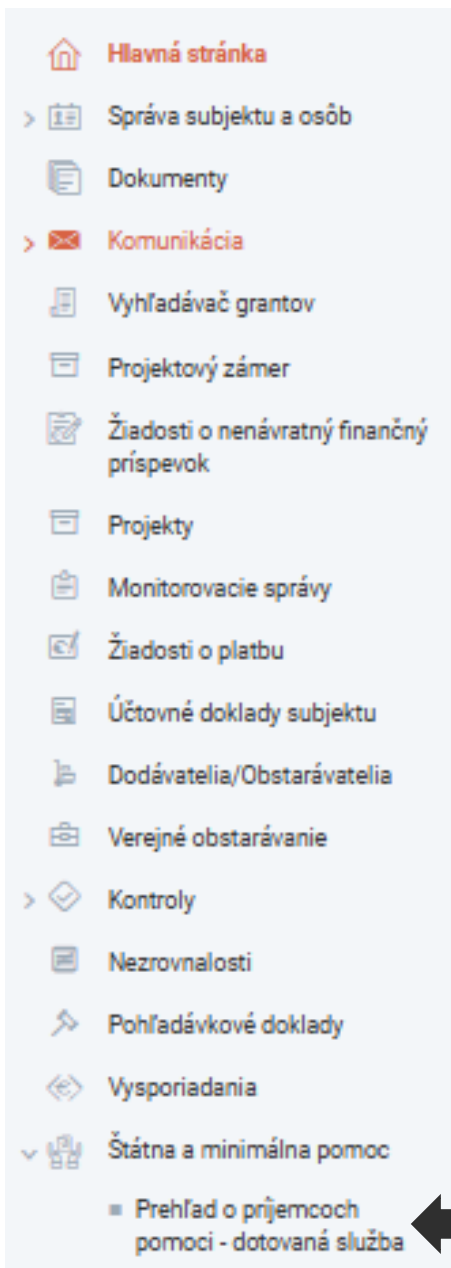 Hlavná stránka
Správa subjektu a osôb
Dokumenty
Komunikácia
Vyhľadávač grantov
Projektový zámer
Žiadosti o nenávratný finančný
príspevok
Projekty
Monitorovacie správy
Žiadosti o platbu
Účtovné doklady subjektu
Dodávatelia/Obstarávatelia
Verejné obstarávanie
Kontroly
Nezrovnalosti
Pohľadávkové doklady
Vysporiadania
Štátna a minimálna pomoc
Prehľad o príjemcoch
pomoci - dotovaná služba